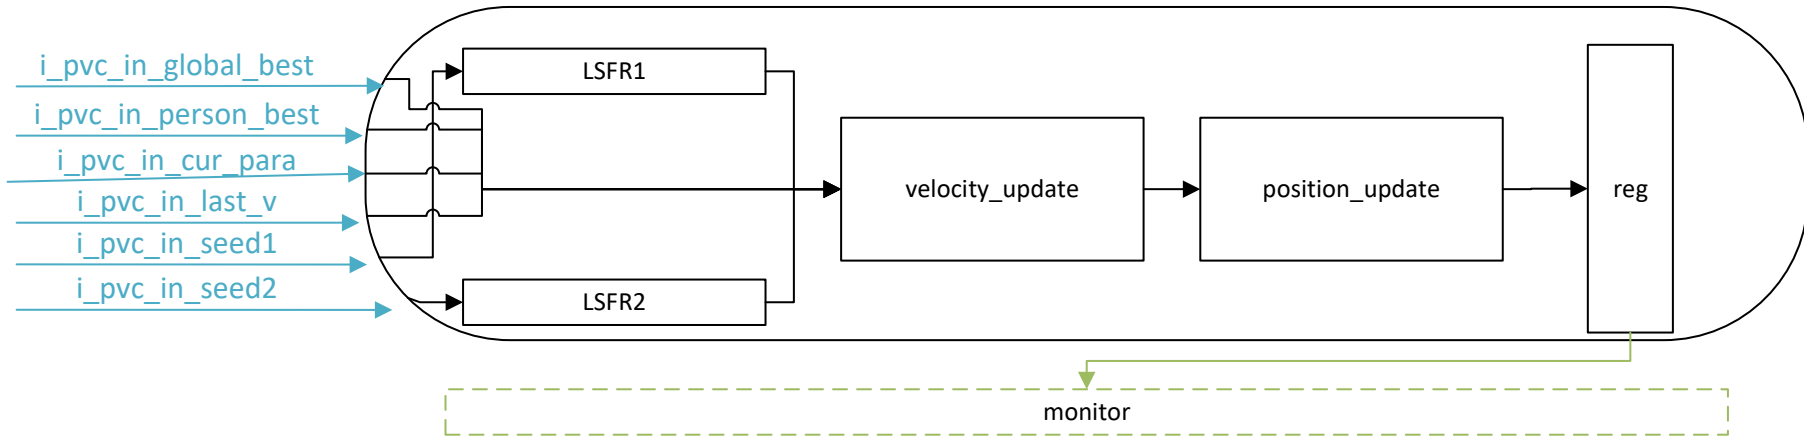 i_pvc_in_global_best
i_pvc_in_person_best
i_pvc_in_cur_para
i_pvc_in_last_v
i_pvc_in_seed1
i_pvc_in_seed2
LSFR1
LSFR2
velocity_update
position_update
reg
monitor